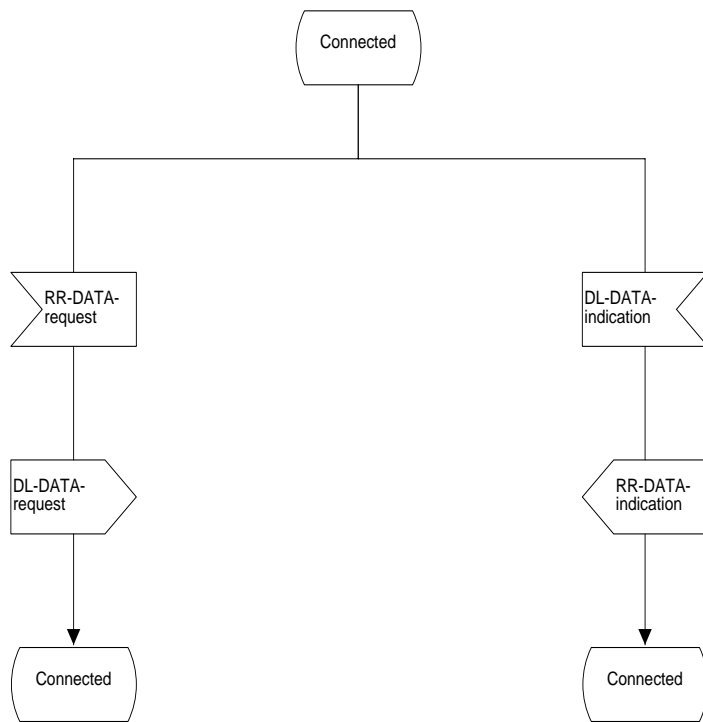 Connected
RR-DATA-
request
DL-DATA-
indication
DL-DATA-
request
RR-DATA-
indication
Connected
Connected